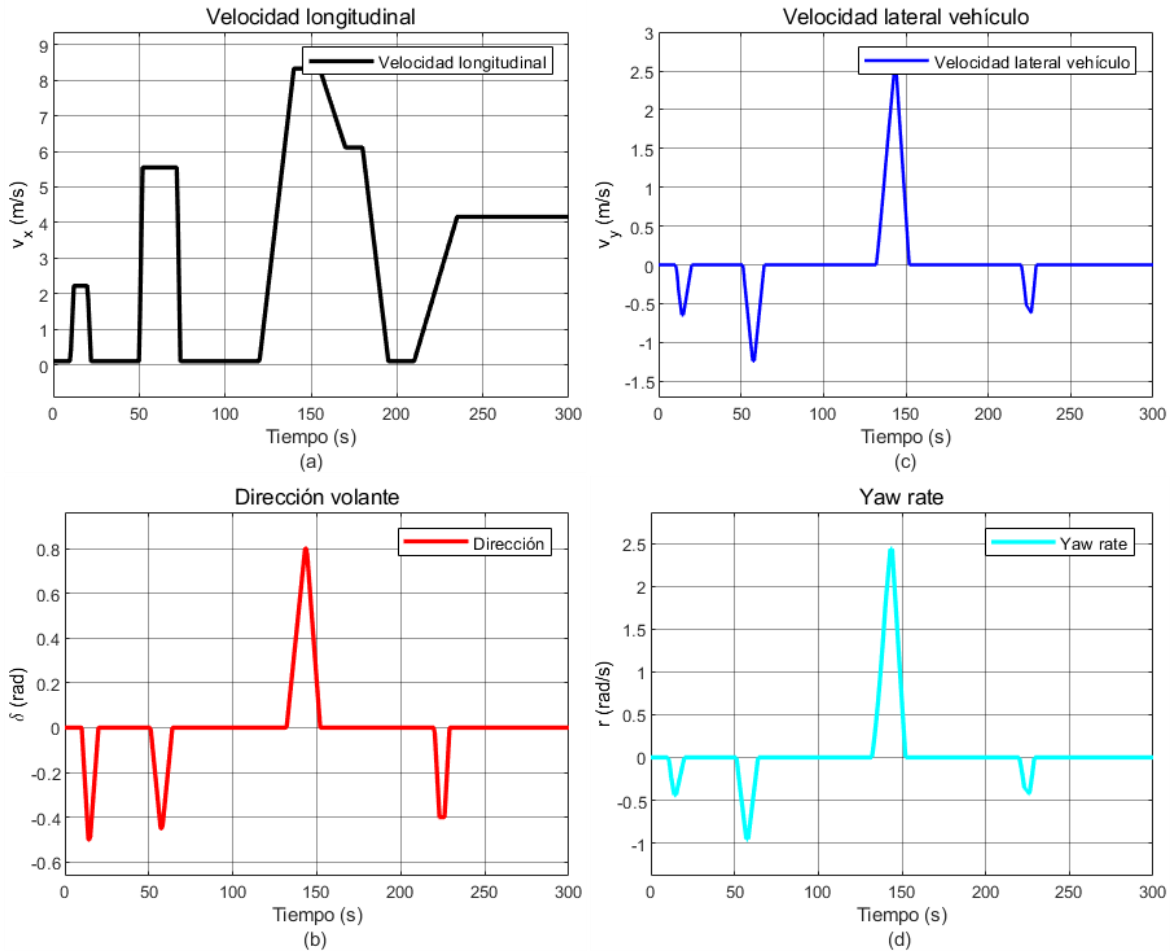 Velocidad longitudinal
Velocidad longitudinal
9
8
7
6
5
4
3
2
1
0
v_x (m/s)
0 50 100 150 200 250 300
Tiempo (s)
(a)
Velocidad lateral vehículo
Velocidad lateral vehículo
3
2.5
2
1.5
1
0.5
0
-0.5
-1
-1.5
v_y (m/s)
0 50 100 150 200 250 300
Tiempo (s)
(c)
Dirección volante
Dirección
0.8
0.6
0.4
0.2
0
-0.2
-0.4
-0.6
δ (rad)
0 50 100 150 200 250 300
Tiempo (s)
(b)
Yaw rate
Yaw rate
2.5
2
1.5
1
0.5
0
-0.5
-1
r (rad/s)
0 50 100 150 200 250 300
Tiempo (s)
(d)